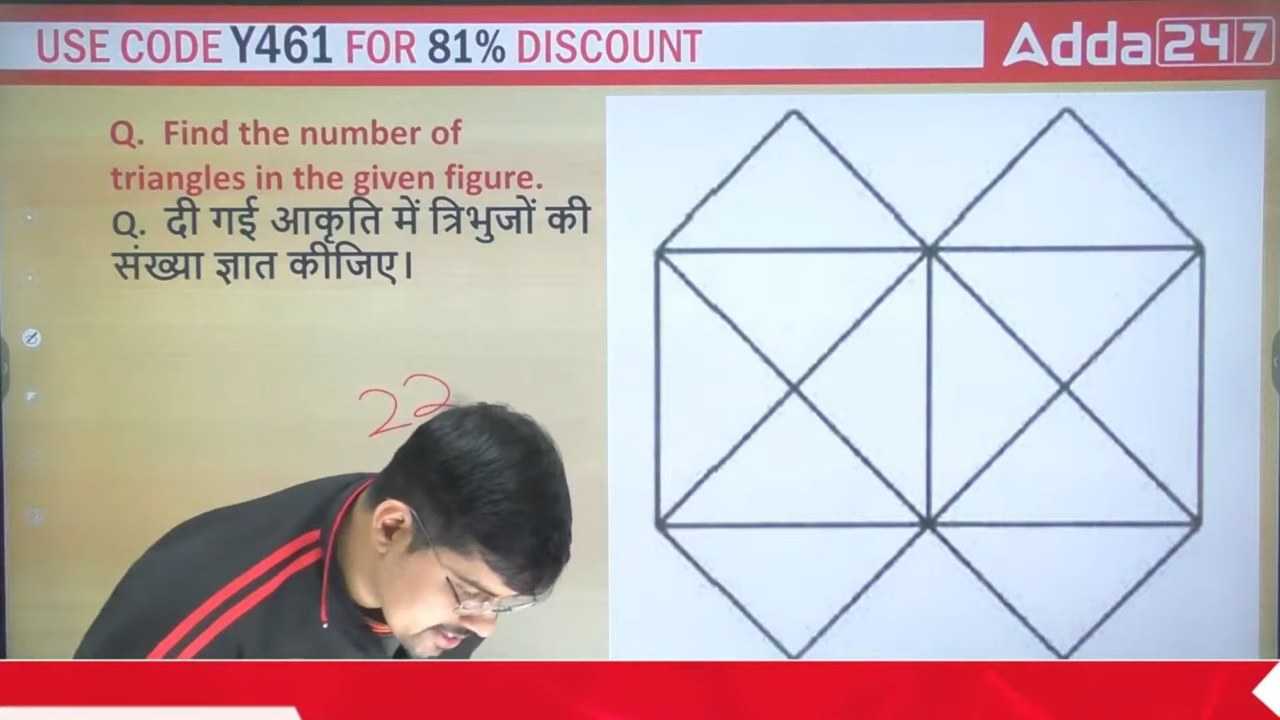 USE CODE Y461 FOR 81% DISCOUNT
Adda247
Q. Find the number of
triangles in the given figure.
Q. दी गई आकृति में त्रिभुजों की
संख्या ज्ञात कीजिए।
22